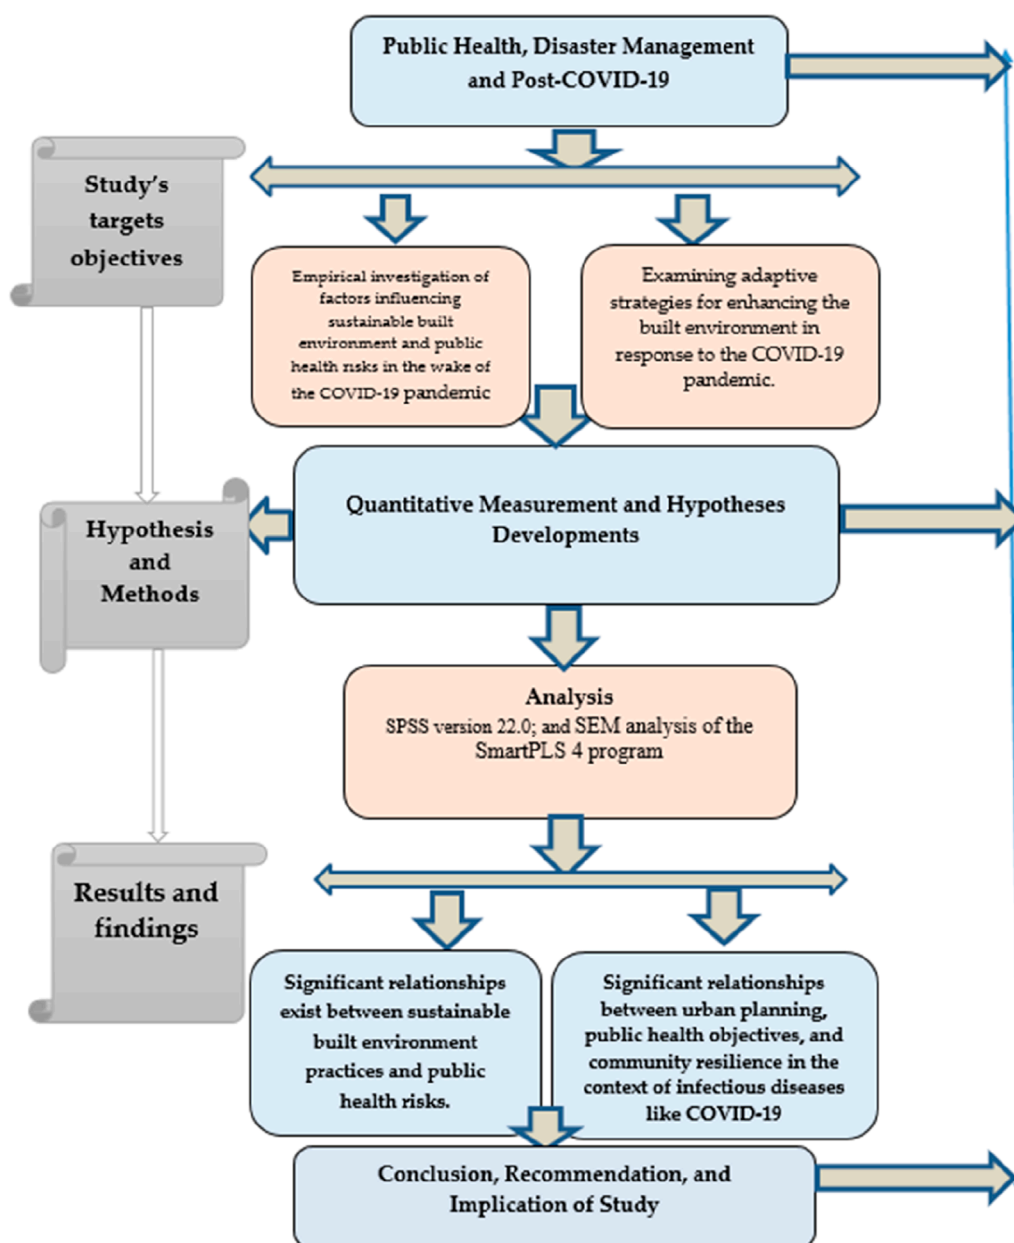 Public Health, Disaster Management
and Post-COVID-19
Study's
targets
objectives
Empirical investigation of
factors influencing
sustainable built
environment and public
health risks in the wake of
the COVID-19 pandemic
Examining adaptive
strategies for enhancing the
built environment in
response to the COVID-19
pandemic.
Hypothesis
and
Methods
Quantitative Measurement and Hypotheses
Developments
Analysis
SPSS version 22.0; and SEM analysis of the
SmartPLS 4 program
Results and
findings
Significant relationships
exist between sustainable
built environment
practices and public
health risks.
Significant relationships
between urban planning,
public health objectives, and
community resilience in the
context of infectious diseases
like COVID-19
Conclusion, Recommendation, and
Implication of Study